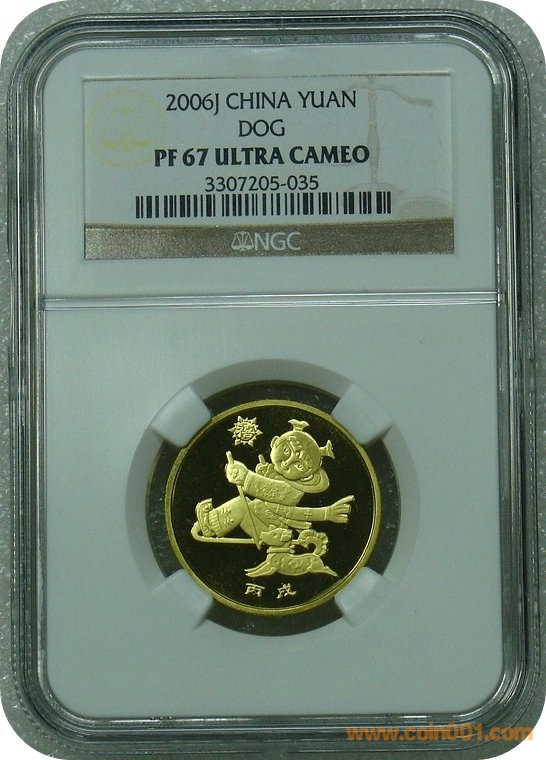 2006J CHINA YUAN
DOG
PF 67 ULTRA CAMEO
3307205-035
NGC
丙戌
www.coin001.com